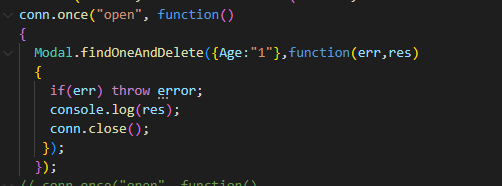 conn.once("open", function()
{
Modal.findOneAndDelete({Age:"1"},function(err,res)
{
if(err) throw error;
console.log(res);
conn.close();
});
});
// conn.once("open", function()